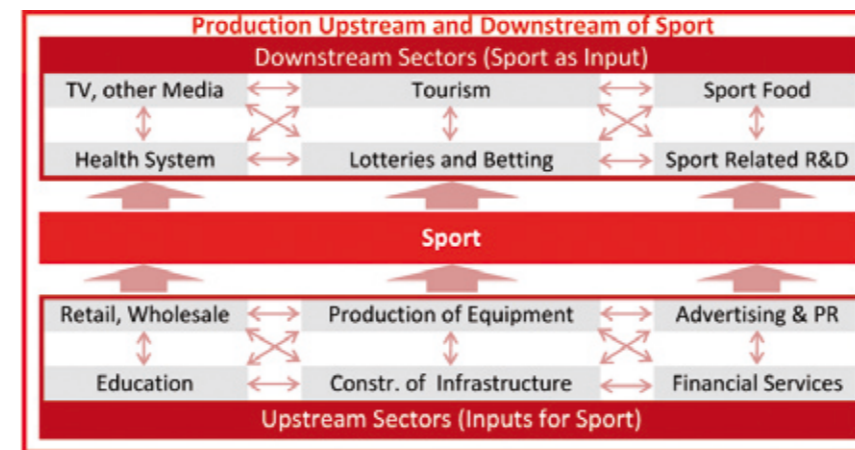 Production Upstream and Downstream of Sport
Downstream Sectors (Sport as Input)
TV, other Media Tourism Sport Food
Health System Lotteries and Betting Sport Related R&D
Sport
Retail, Wholesale Production of Equipment Advertising & PR
Education Constr. of Infrastructure Financial Services
Upstream Sectors (Inputs for Sport)